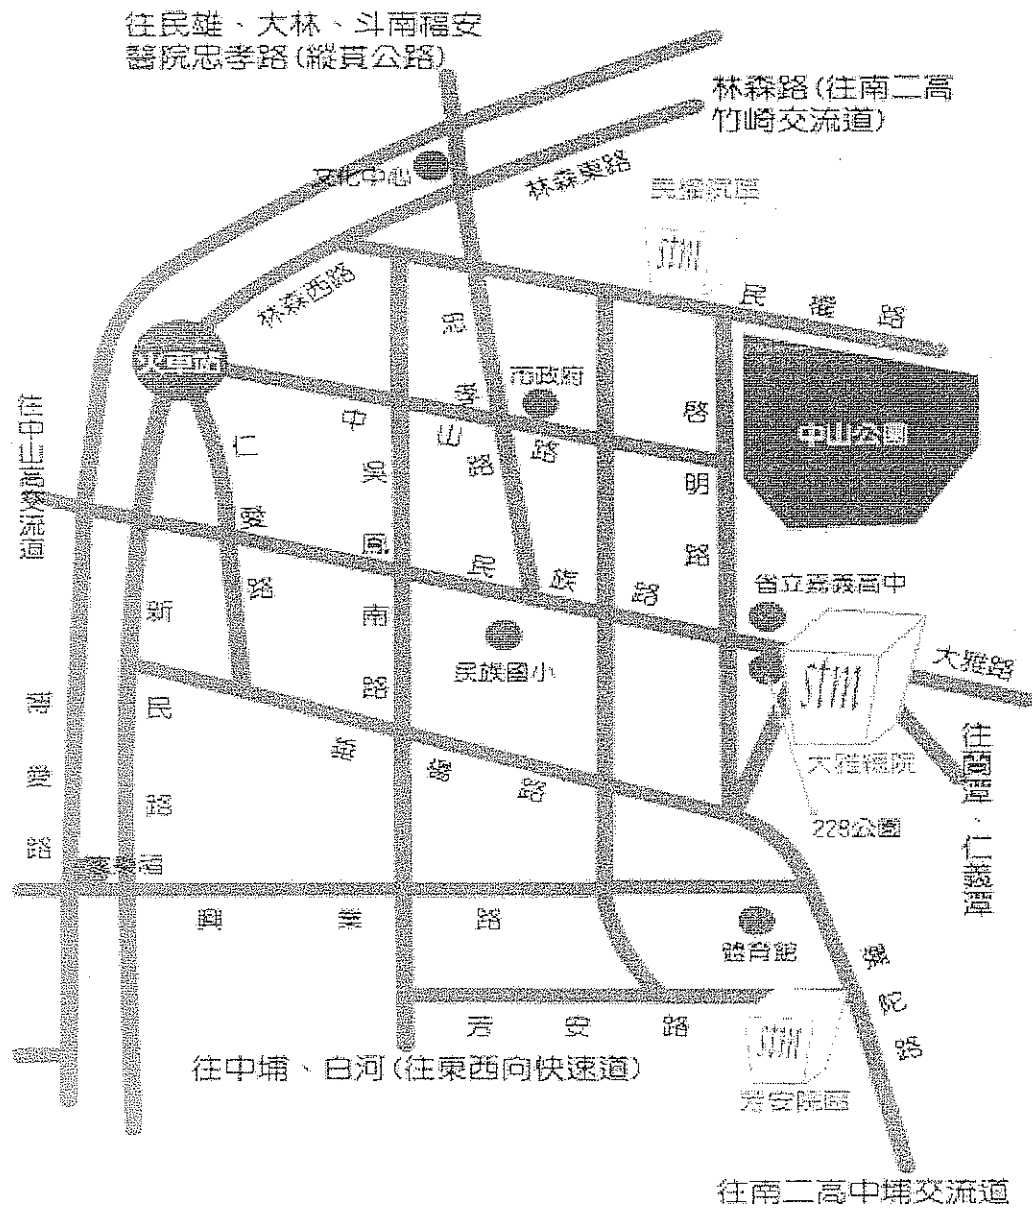 往民雄、大林、斗南福安
醫院忠孝路(縱貫公路)
林森路(往南二高
竹崎交流道)
文化中心
林森東路
民權院區
stm
林森西路
民權路
忠孝路
火車站
市政府
中山路
啓明路
中山公園
往中山高交流道
仁愛路
吳鳳南路
民族路
省立嘉義高中
新民路
民族國小
stm
大雅路
大雅總院
往蘭潭、仁義潭
228公園
路
愛
路
興業路
體育館
陀路
芳安路
stm
芳安院區
往中埔、白河(往東西向快速道)
往南二高中埔交流道